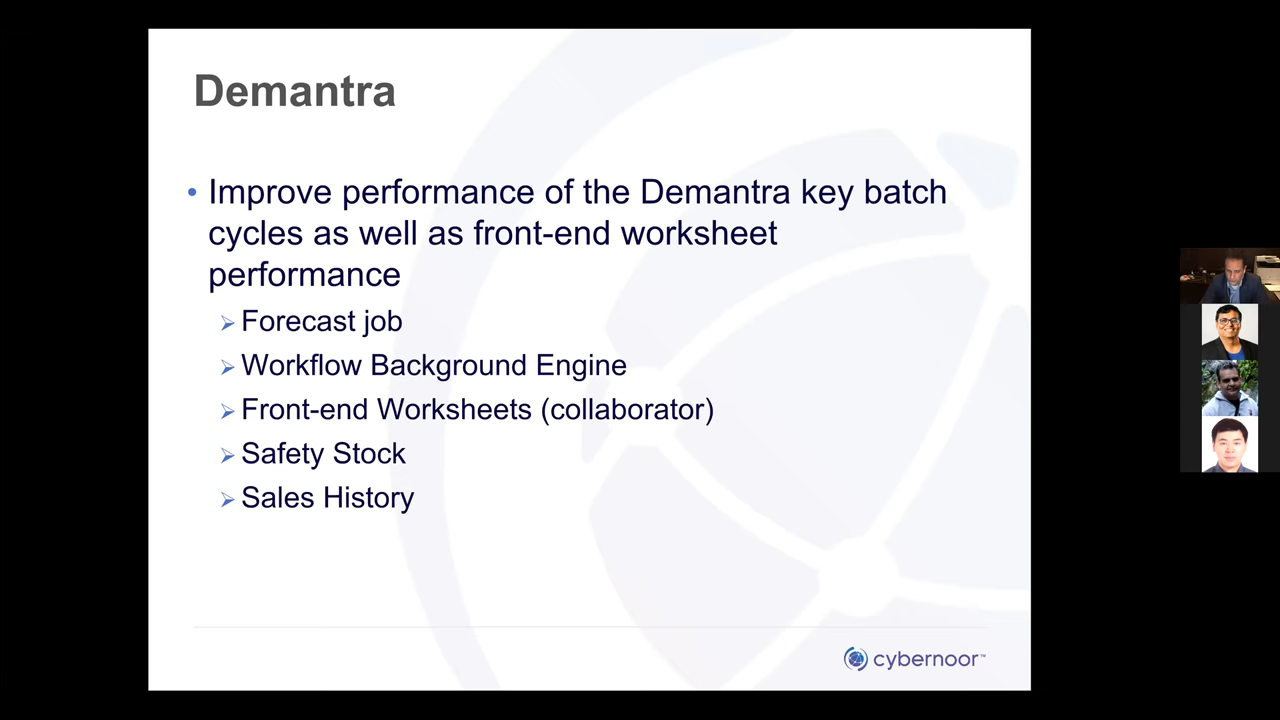 Demantra
• Improve performance of the Demantra key batch
cycles as well as front-end worksheet
performance
➢ Forecast job
➢ Workflow Background Engine
➢ Front-end Worksheets (collaborator)
➢ Safety Stock
➢ Sales History
cybernoor™